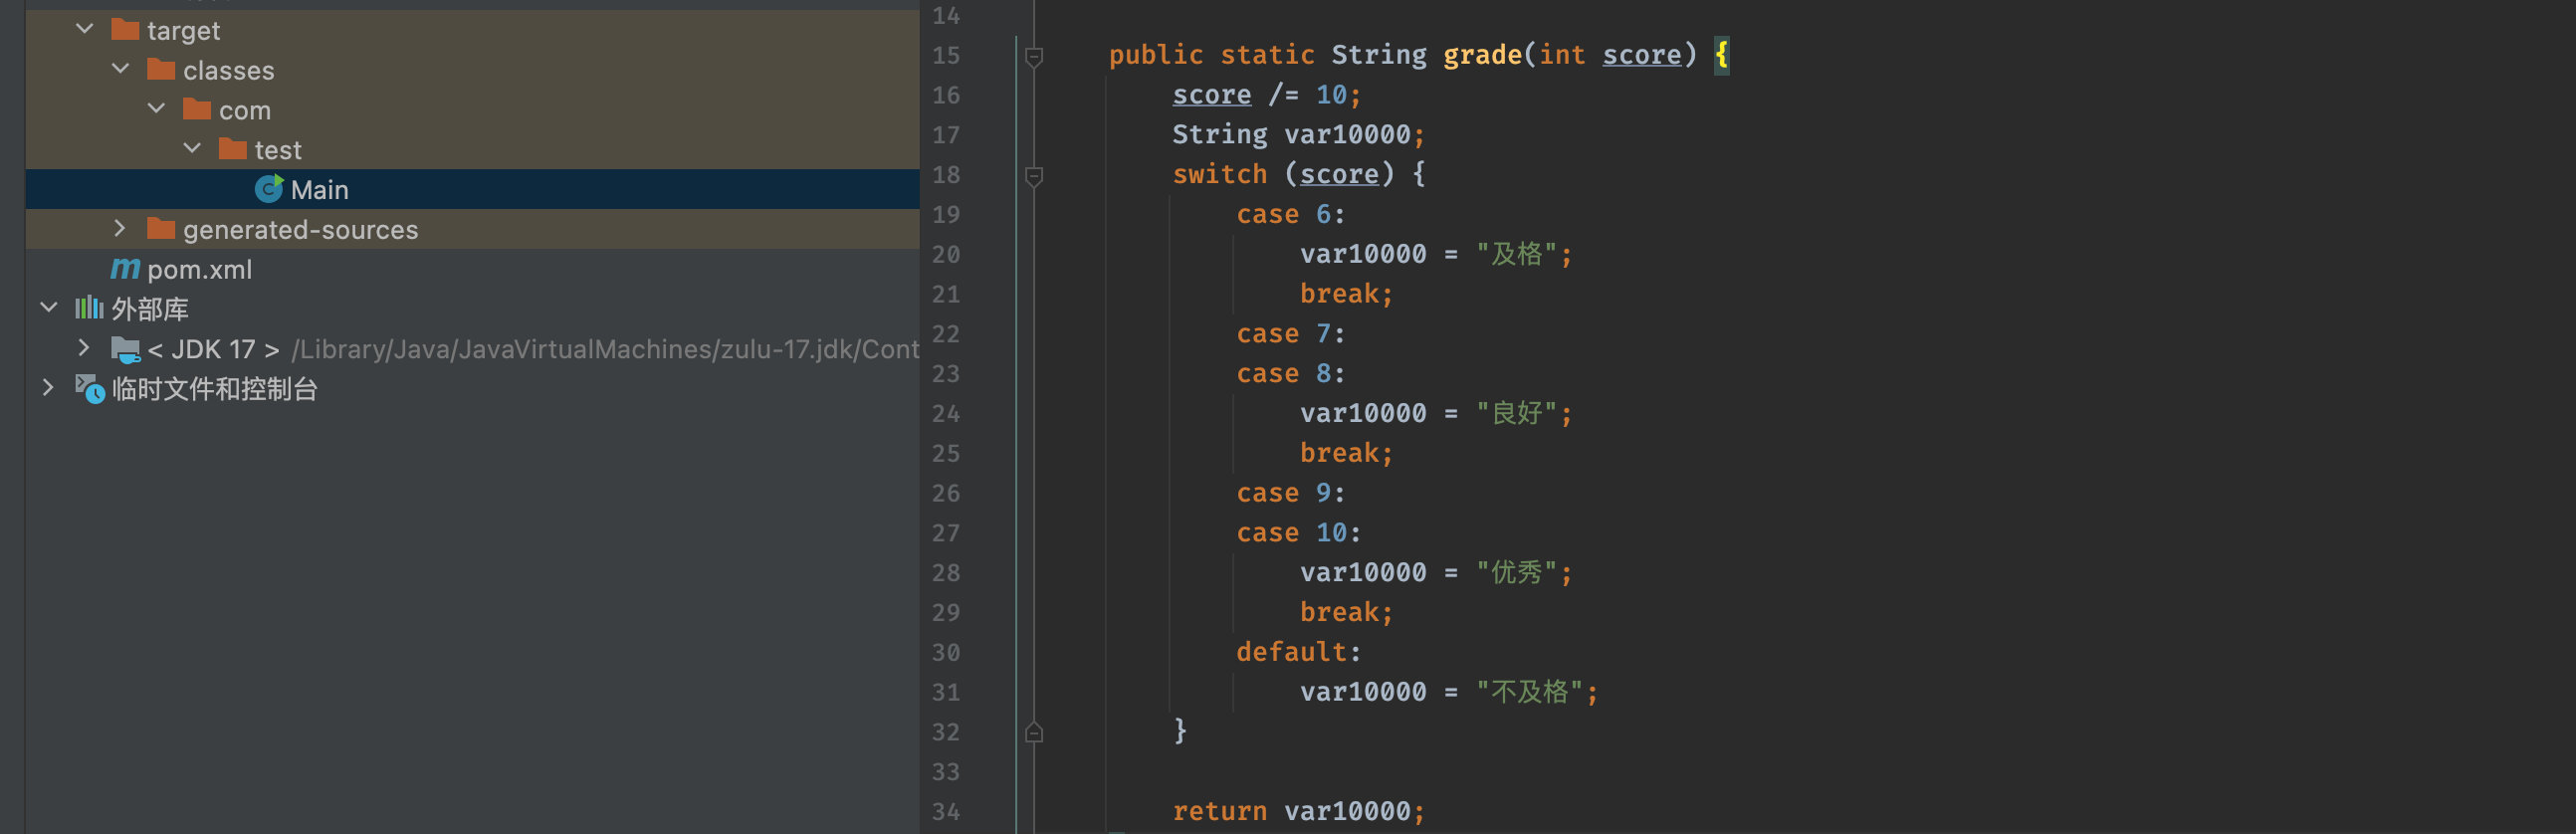 target
classes
com
test
Main
generated-sources
pom.xml
外部库
< JDK 17 > /Library/Java/JavaVirtualMachines/zulu-17.jdk/Cont
临时文件和控制台
14
15 public static String grade(int score) {
16 score /= 10;
17 String var10000;
18 switch (score) {
19 case 6:
20 var10000 = "及格";
21 break;
22 case 7:
23 case 8:
24 var10000 = "良好";
25 break;
26 case 9:
27 case 10:
28 var10000 = "优秀";
29 break;
30 default:
31 var10000 = "不及格";
32 }
33
34 return var10000;